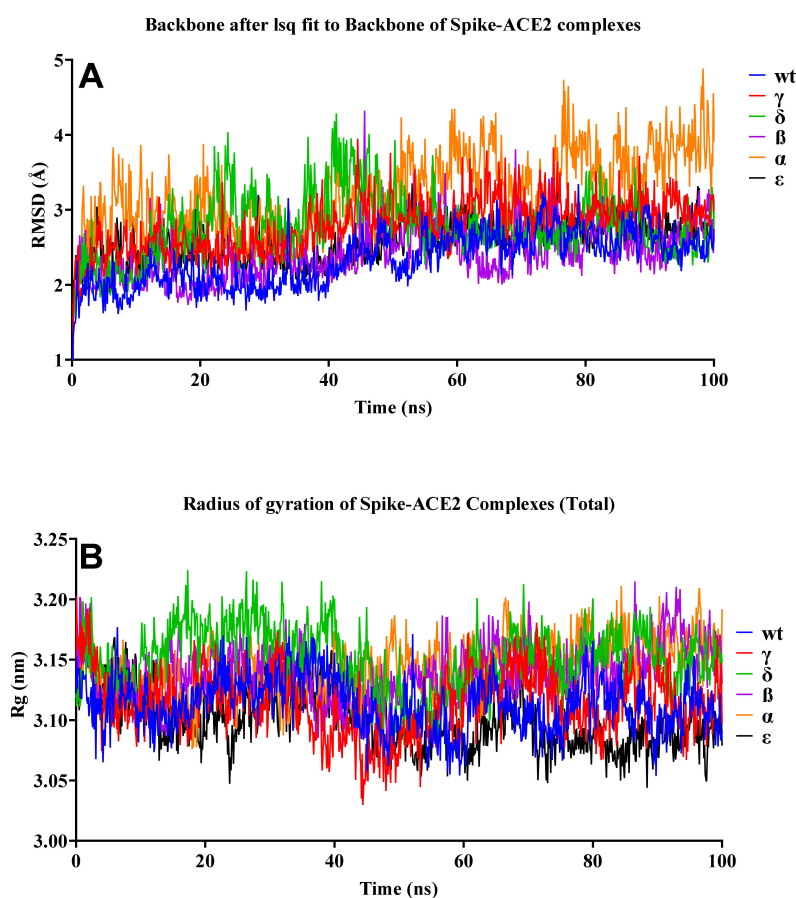 Backbone after lsq fit to Backbone of Spike-ACE2 complexes
A
5
4
3
2
1
RMSD (Å)
0 20 40 60 80 100
Time (ns)
wt
γ
δ
ß
α
ε
Radius of gyration of Spike-ACE2 Complexes (Total)
B
3.25
3.20
3.15
3.10
3.05
3.00
Rg (nm)
0 20 40 60 80 100
Time (ns)
wt
γ
δ
ß
α
ε